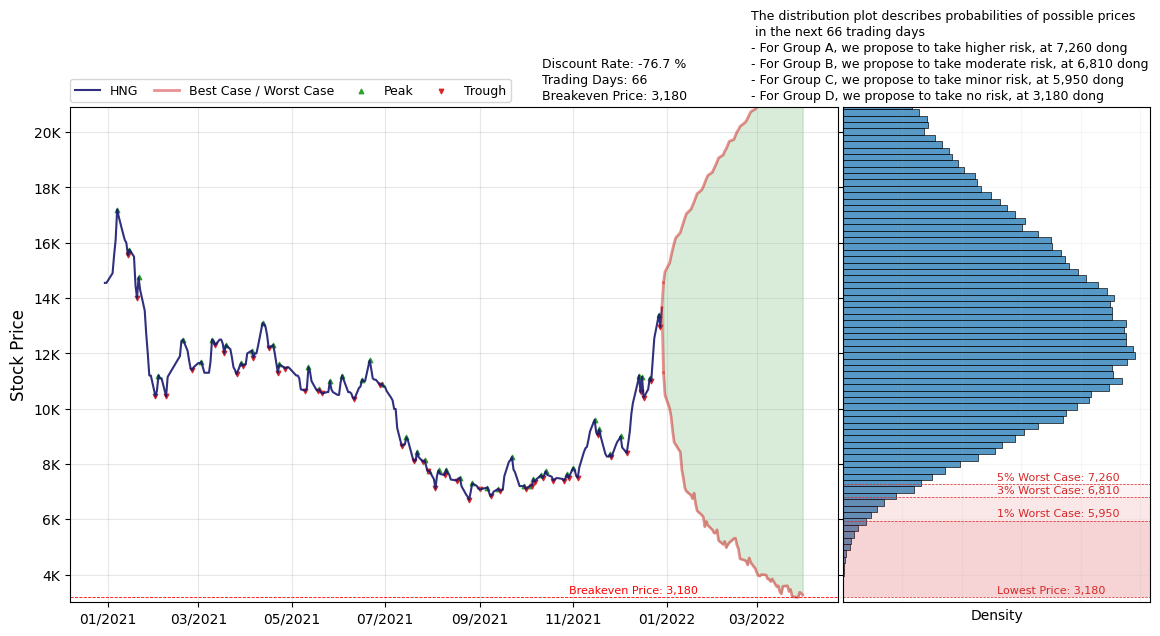 The distribution plot describes probabilities of possible prices
in the next 66 trading days
- For Group A, we propose to take higher risk, at 7,260 dong
- For Group B, we propose to take moderate risk, at 6,810 dong
- For Group C, we propose to take minor risk, at 5,950 dong
- For Group D, we propose to take no risk, at 3,180 dong
Discount Rate: -76.7 %
Trading Days: 66
Breakeven Price: 3,180
HNG Best Case / Worst Case Peak Trough
Stock Price
20K
18K
16K
14K
12K
10K
8K
6K
4K
5% Worst Case: 7,260
3% Worst Case: 6,810
1% Worst Case: 5,950
Breakeven Price: 3,180
Lowest Price: 3,180
01/2021 03/2021 05/2021 07/2021 09/2021 11/2021 01/2022 03/2022
Density